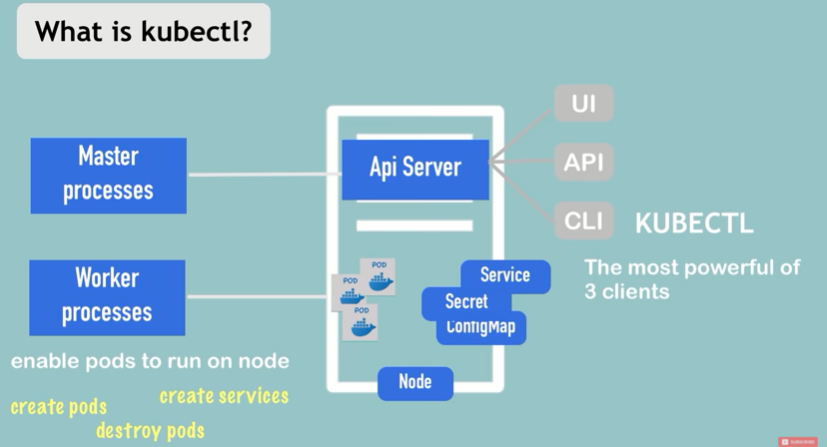 What is kubectl?
UI
Master
processes
Api Server
API
CLI
KUBECTL
The most powerful of
3 clients
Worker
processes
POD
POD
POD
Service
Secret
ConfigMap
enable pods to run on node
Node
create pods
create services
destroy pods